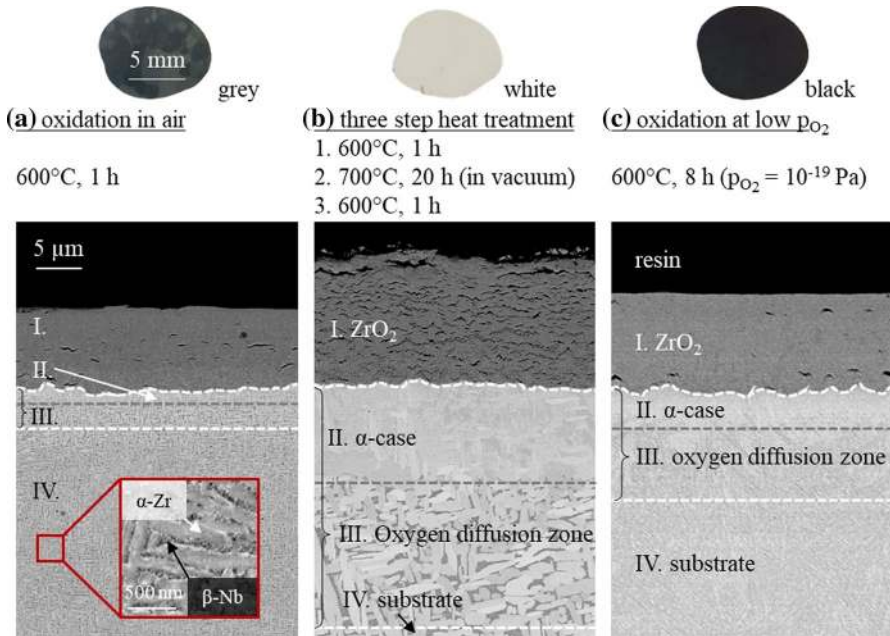 5 mm
grey
white
black
(a) oxidation in air
600°C, 1 h
(b) three step heat treatment
1. 600°C, 1 h
2. 700°C, 20 h (in vacuum)
3. 600°C, 1 h
(c) oxidation at low pO₂
600°C, 8 h (pO₂ = 10⁻¹⁹ Pa)
5 μm
I.
II.
III.
IV.
α-Zr
β-Nb
500 nm
I. ZrO₂
II. α-case
III. Oxygen diffusion zone
IV. substrate
resin
I. ZrO₂
II. α-case
III. oxygen diffusion zone
IV. substrate